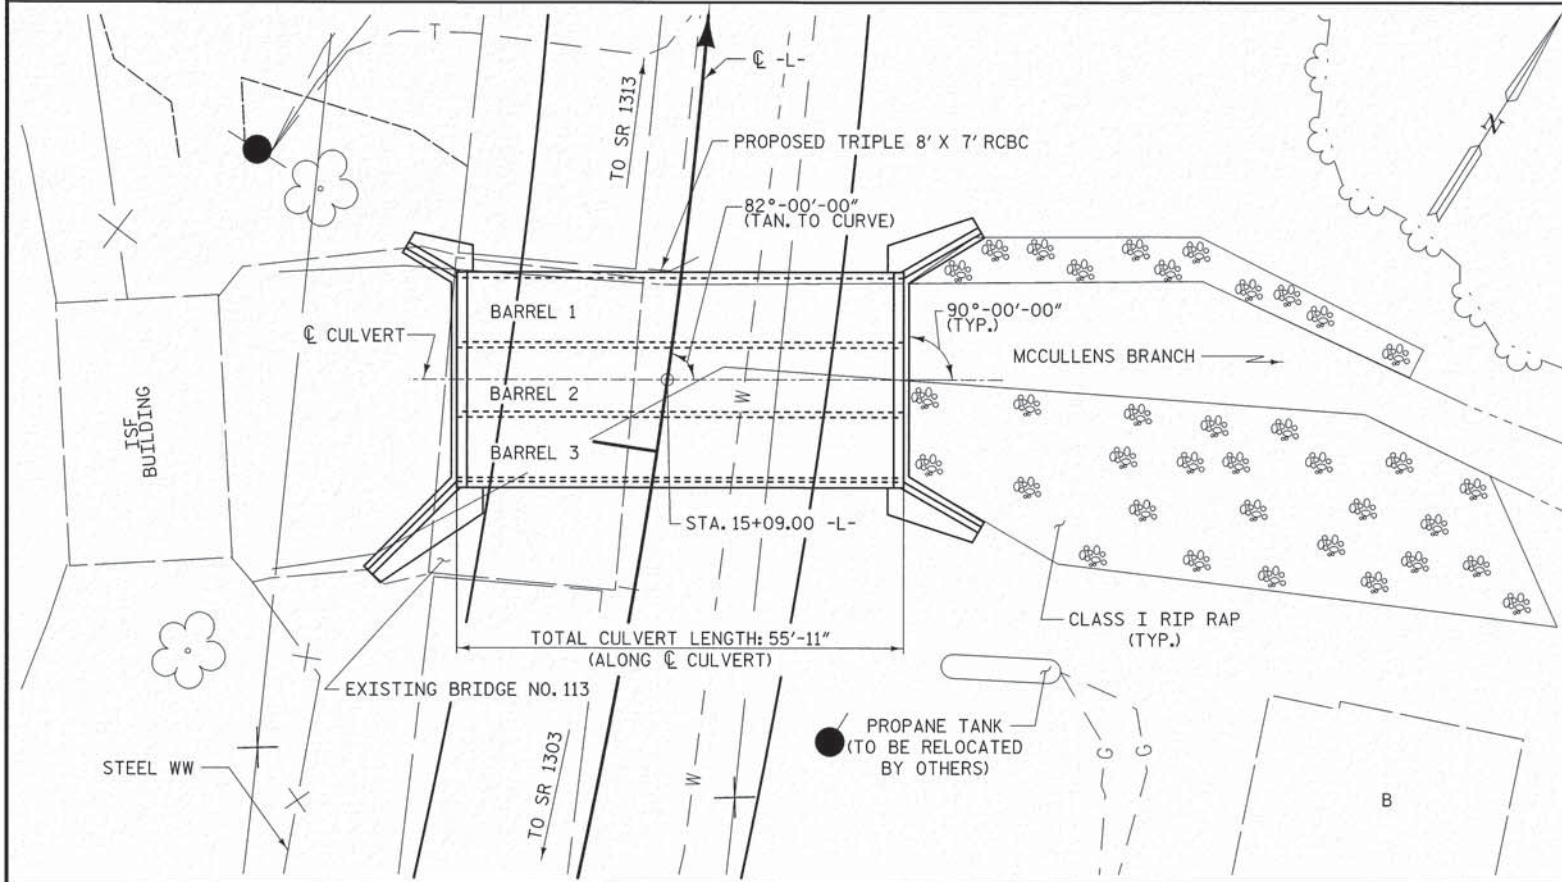 T
℄ -L-
TO SR 1313
N
PROPOSED TRIPLE 8' X 7' RCBC
82°-00'-00"
(TAN. TO CURVE)
BARREL 1
90°-00'-00"
(TYP.)
℄ CULVERT
MCCULLENS BRANCH
BARREL 2
W
1SF
BUILDING
BARREL 3
STA. 15+09.00 -L-
TOTAL CULVERT LENGTH: 55'-11"
(ALONG ℄ CULVERT)
CLASS I RIP RAP
(TYP.)
EXISTING BRIDGE NO. 113
PROPANE TANK
(TO BE RELOCATED
BY OTHERS)
STEEL WW
TO SR 1303
W
G
G
B